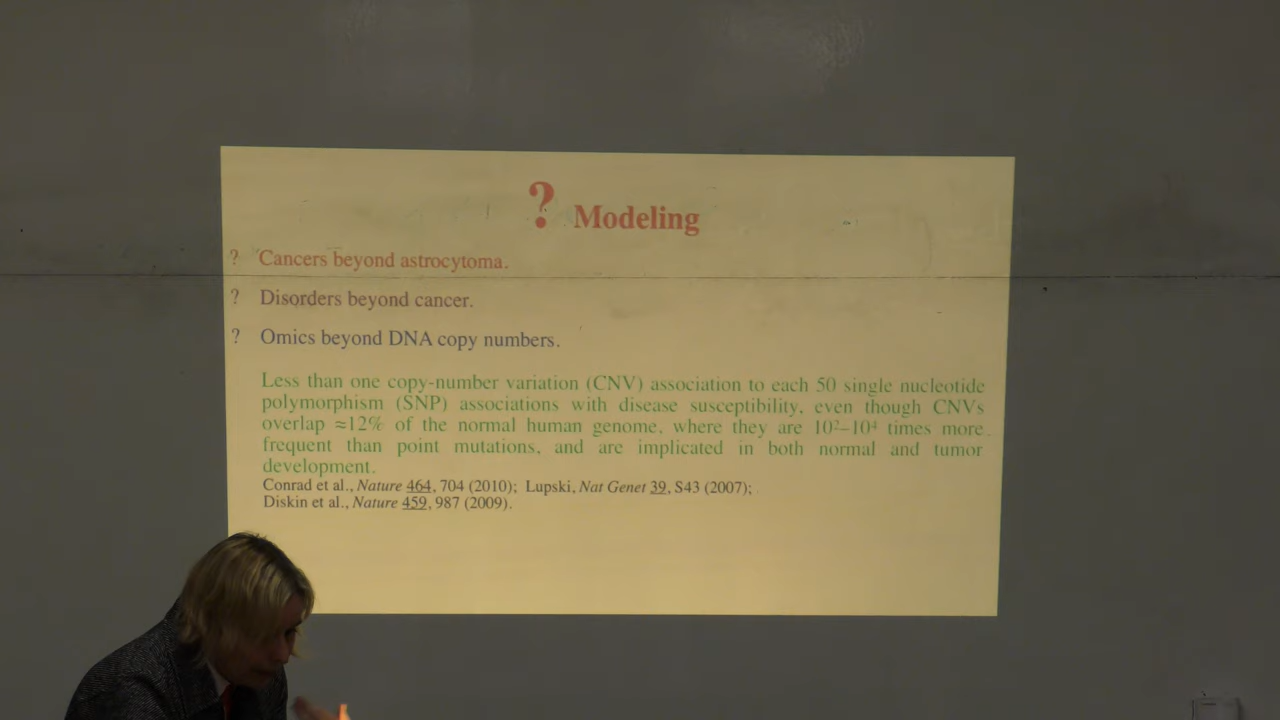 ? Modeling
? Cancers beyond astrocytoma.
? Disorders beyond cancer.
? Omics beyond DNA copy numbers.
Less than one copy-number variation (CNV) association to each 50 single nucleotide
polymorphism (SNP) associations with disease susceptibility, even though CNVs
overlap ≈12% of the normal human genome, where they are 10²–10⁴ times more
frequent than point mutations, and are implicated in both normal and tumor
development.
Conrad et al., Nature 464, 704 (2010); Lupski, Nat Genet 39, S43 (2007);
Diskin et al., Nature 459, 987 (2009).